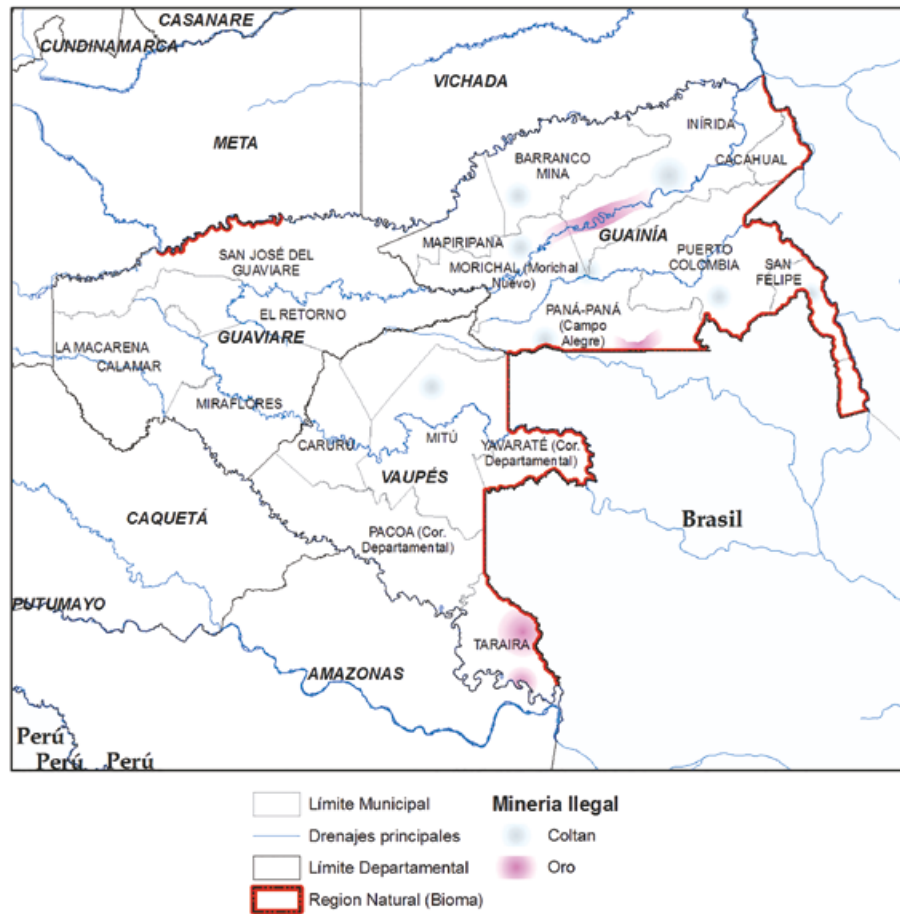 CASANARE
CUNDINAMARCA
VICHADA
META
INÍRIDA
BARRANCO
MINA
CACAHUAL
MAPIRIPANA
GUAINÍA
SAN JOSÉ DEL
GUAVIARE
MORICHAL (Morichal
Nuevo)
PUERTO
COLOMBIA
SAN
FELIPE
EL RETORNO
PANÁ-PANÁ
(Campo
Alegre)
GUAVIARE
LA MACARENA
CALAMAR
MIRAFLORES
CARURÚ
MITÚ
YAVARATÉ (Cor.
Departamental)
VAUPÉS
CAQUETÁ
Brasil
PACOA (Cor.
Departamental)
PUTUMAYO
TARAIRA
AMAZONAS
Perú
Perú
Perú
Límite Municipal
Drenajes principales
Límite Departamental
Region Natural (Bioma)
Mineria Ilegal
Coltan
Oro